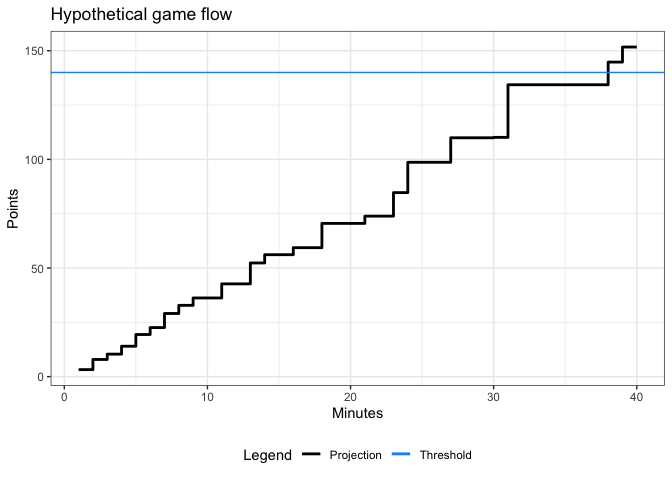 Hypothetical game flow
150
100
50
0
Points
0 10 20 30 40
Minutes
Legend Projection Threshold